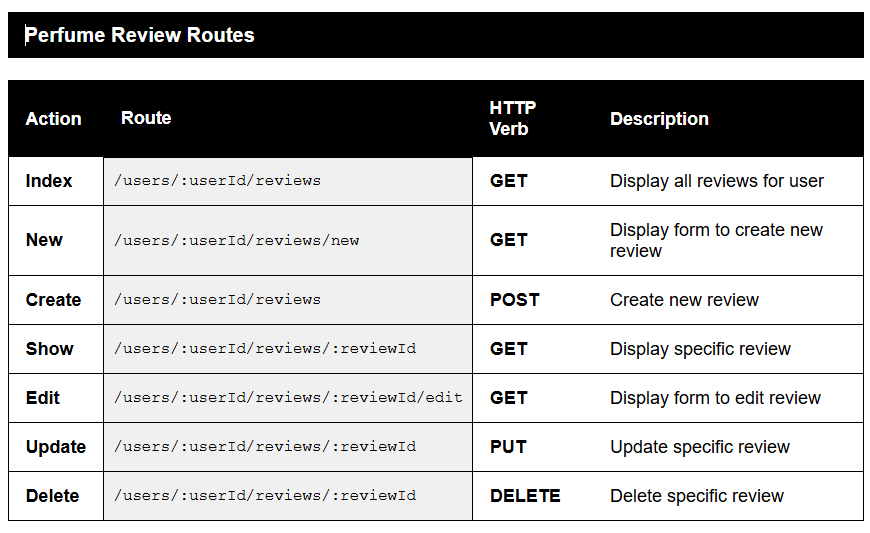 Perfume Review Routes
Action Route HTTP Verb Description
Index /users/:userId/reviews GET Display all reviews for user
New /users/:userId/reviews/new GET Display form to create new review
Create /users/:userId/reviews POST Create new review
Show /users/:userId/reviews/:reviewId GET Display specific review
Edit /users/:userId/reviews/:reviewId/edit GET Display form to edit review
Update /users/:userId/reviews/:reviewId PUT Update specific review
Delete /users/:userId/reviews/:reviewId DELETE Delete specific review